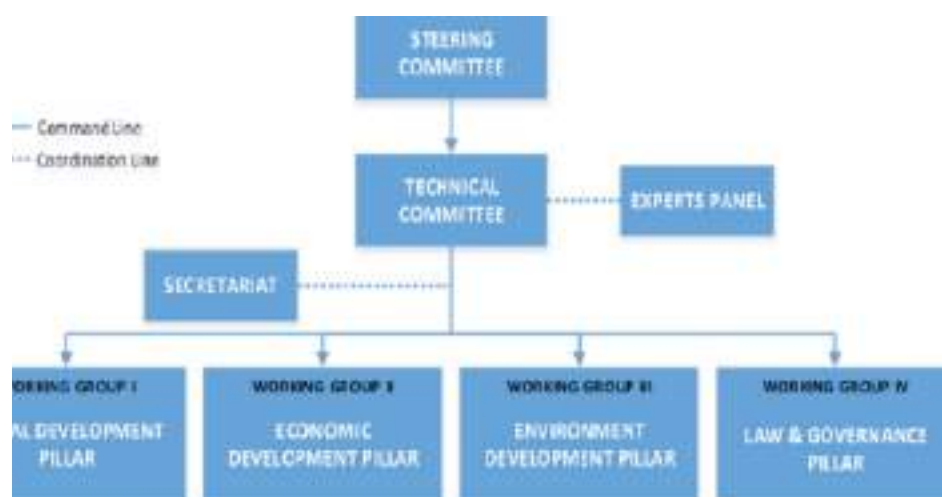 STEERING
COMMITTEE
Command Line
Coordination Line
TECHNICAL
COMMITTEE
EXPERTS PANEL
SECRETARIAT
WORKING GROUP I
AL DEVELOPMENT
PILLAR
WORKING GROUP II
ECONOMIC
DEVELOPMENT PILLAR
WORKING GROUP III
ENVIRONMENT
DEVELOPMENT PILLAR
WORKING GROUP IV
LAW & GOVERNANCE
PILLAR